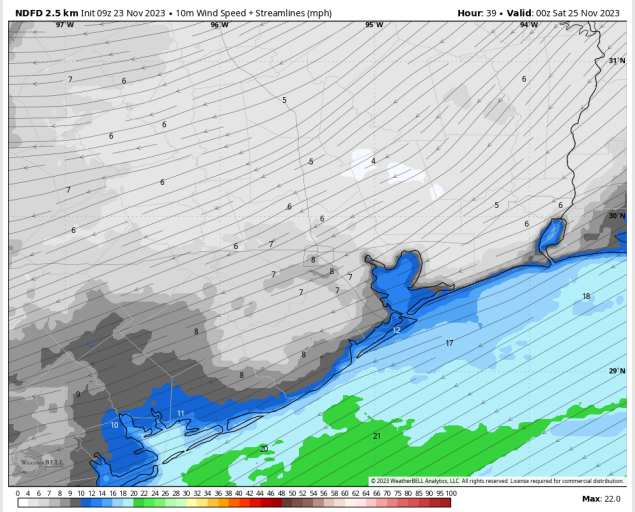 NDFD 2.5 km Init 09z 23 Nov 2023 • 10m Wind Speed + Streamlines (mph) Hour: 39 • Valid: 00z Sat 25 Nov 2023
97°W 96°W 95°W 94°W
31°N
7 6 6
5
6 6
5 4
7 6
6 5 6
6 6
6 6 7
30°N
8
8 7
7
7 7
18
8 12
17
8
8 29°N
9
11
10
21
20
WeatherBELL
© 2023 WeatherBELL Analytics, LLC. All rights reserved. License required for commercial distribution.
0 4 6 7 8 9 10 12 14 16 18 20 22 24 26 28 30 32 34 36 38 40 42 44 46 48 50 52 54 56 58 60 62 64 70 75 80 85 90 95 100
Max: 22.0